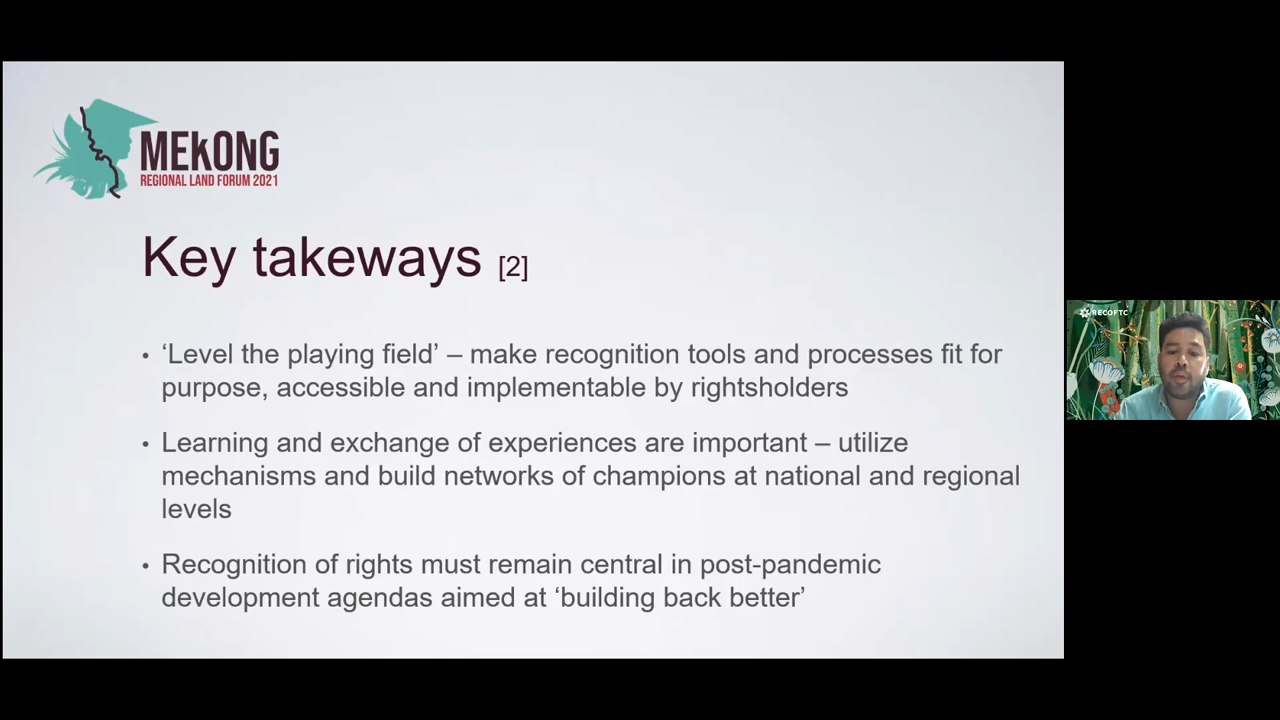 MEKONG
REGIONAL LAND FORUM 2021
Key takeways [2]
• ‘Level the playing field’ – make recognition tools and processes fit for
purpose, accessible and implementable by rightsholders
• Learning and exchange of experiences are important – utilize
mechanisms and build networks of champions at national and regional
levels
• Recognition of rights must remain central in post-pandemic
development agendas aimed at ‘building back better’
RECOFTC